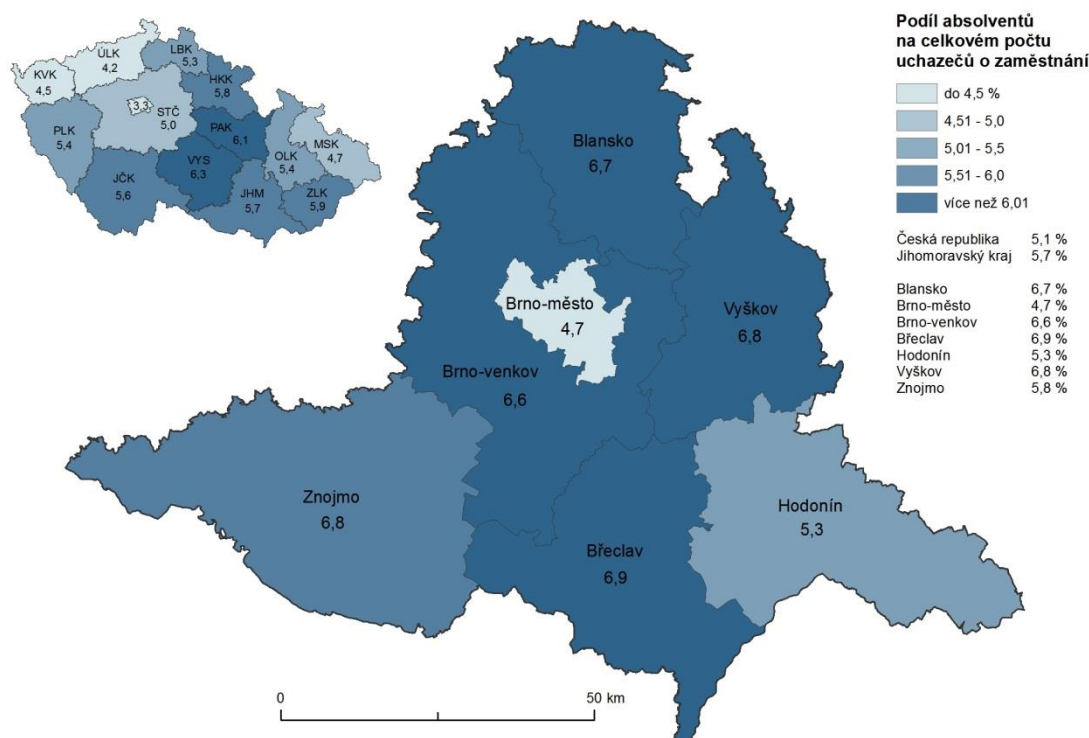 ÚLK
4,2
LBK
5,3
KVK
4,5
HKK
5,8
3,3
STČ
5,0
PAK
6,1
PLK
5,4
MSK
4,7
VYS
6,3
OLK
5,4
JČK
5,6
JHM
5,7
ZLK
5,9
Blansko
6,7
Brno-město
4,7
Vyškov
6,8
Brno-venkov
6,6
Znojmo
6,8
Hodonín
5,3
Břeclav
6,9
0 50 km
Podíl absolventů
na celkovém počtu
uchazečů o zaměstnání
do 4,5 %
4,51 - 5,0
5,01 - 5,5
5,51 - 6,0
více než 6,01
Česká republika 5,1 %
Jihomoravský kraj 5,7 %
Blansko 6,7 %
Brno-město 4,7 %
Brno-venkov 6,6 %
Břeclav 6,9 %
Hodonín 5,3 %
Vyškov 6,8 %
Znojmo 5,8 %